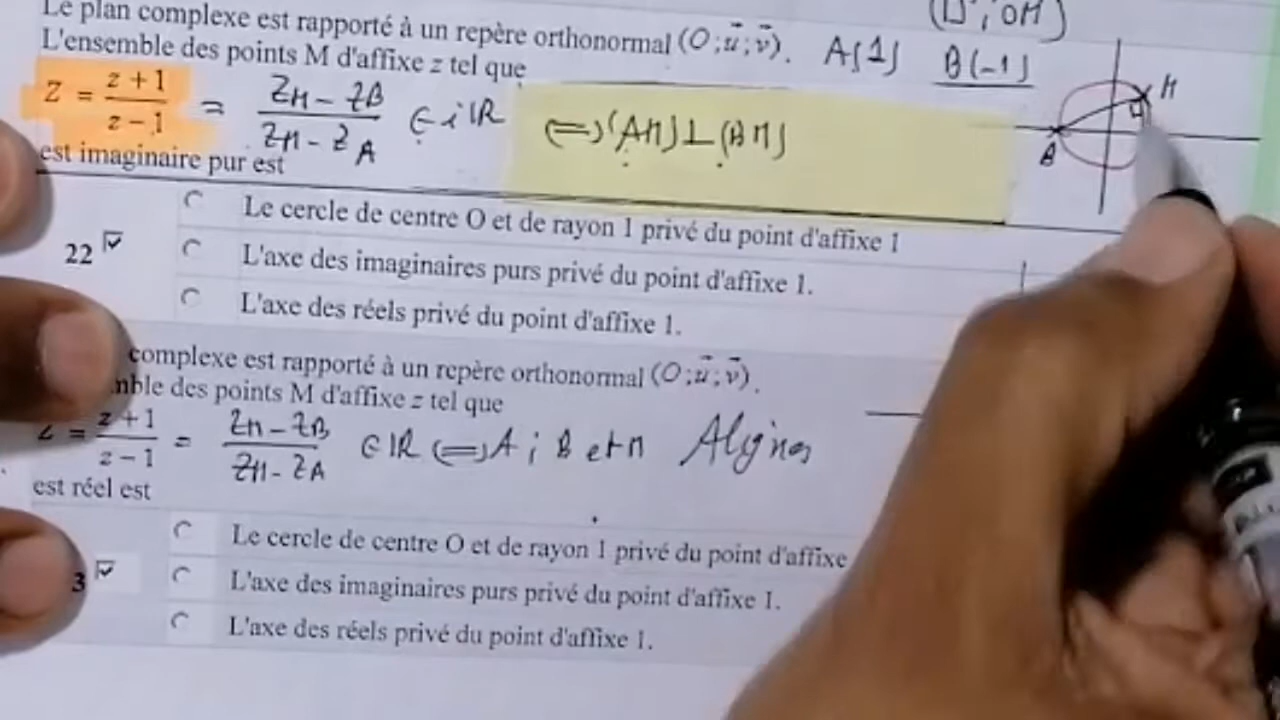 Le plan complexe est rapporté à un repère orthonormal (O;u;v). A(1) B(-1)
L'ensemble des points M d'affixe z tel que
Z = z+1 / z-1 = ZM - ZB / ZM - ZA ∈ iR ⟺ (AM) ⊥ (BM)
M
B
est imaginaire pur est
Le cercle de centre O et de rayon 1 privé du point d'affixe 1
22
L'axe des imaginaires purs privé du point d'affixe 1.
L'axe des réels privé du point d'affixe 1.
complexe est rapporté à un repère orthonormal (O;u;v).
mble des points M d'affixe z tel que
Z = z+1 / z-1 = ZM - ZB / ZM - ZA ∈ IR ⟺ A ; B et M Alignés
est réel est
Le cercle de centre O et de rayon 1 privé du point d'affixe
3
L'axe des imaginaires purs privé du point d'affixe 1.
L'axe des réels privé du point d'affixe 1.